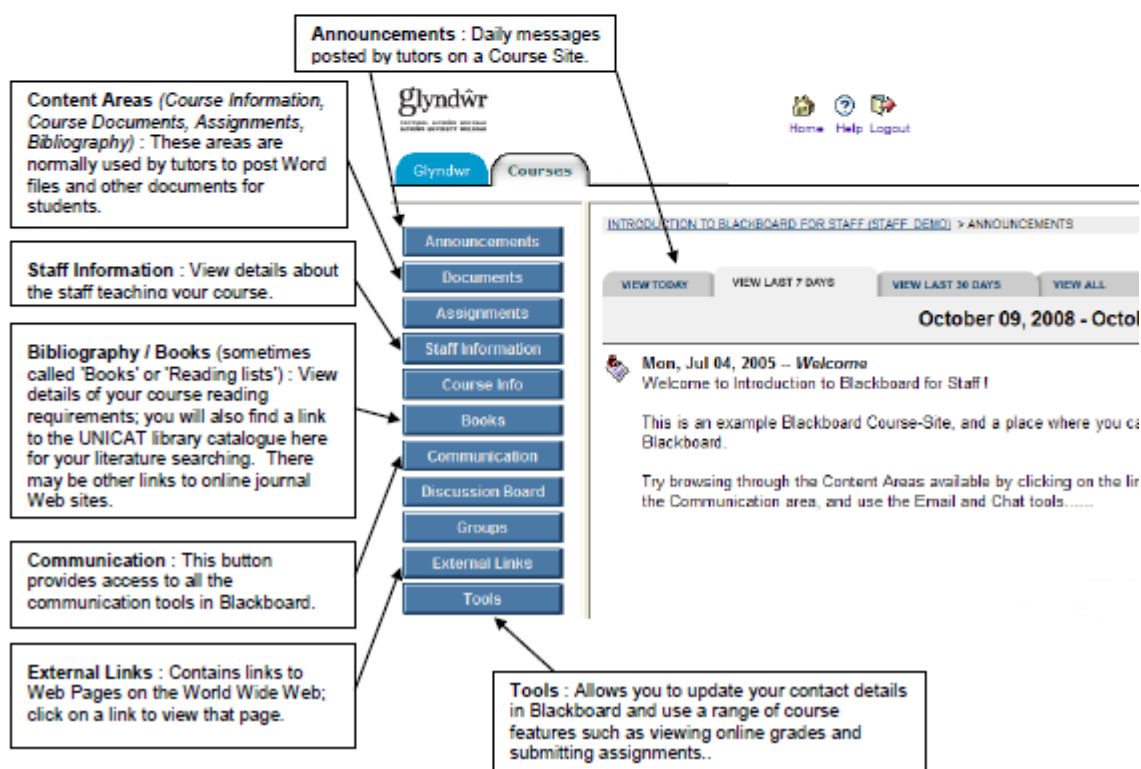 Announcements : Daily messages
posted by tutors on a Course Site.
Content Areas (Course Information,
Course Documents, Assignments,
Bibliography) : These areas are
normally used by tutors to post Word
files and other documents for
students.
Staff Information : View details about
the staff teaching your course.
Bibliography / Books (sometimes
called 'Books' or 'Reading lists') : View
details of your course reading
requirements; you will also find a link
to the UNICAT library catalogue here
for your literature searching. There
may be other links to online journal
Web sites.
Communication : This button
provides access to all the
communication tools in Blackboard.
External Links : Contains links to
Web Pages on the World Wide Web;
click on a link to view that page.
glyndŵr
Home Help Logout
Glyndwr Courses
Announcements
Documents
Assignments
Staff Information
Course Info
Books
Communication
Discussion Board
Groups
External Links
Tools
INTRODUCTION TO BLACKBOARD FOR STAFF (STAFF_DEMO) > ANNOUNCEMENTS
VIEW TODAY VIEW LAST 7 DAYS VIEW LAST 30 DAYS VIEW ALL
October 09, 2008 - Octo
Mon, Jul 04, 2005 -- Welcome
Welcome to Introduction to Blackboard for Staff !
This is an example Blackboard Course-Site, and a place where you ca
Blackboard.
Try browsing through the Content Areas available by clicking on the lin
the Communication area, and use the Email and Chat tools......
Tools : Allows you to update your contact details
in Blackboard and use a range of course
features such as viewing online grades and
submitting assignments..